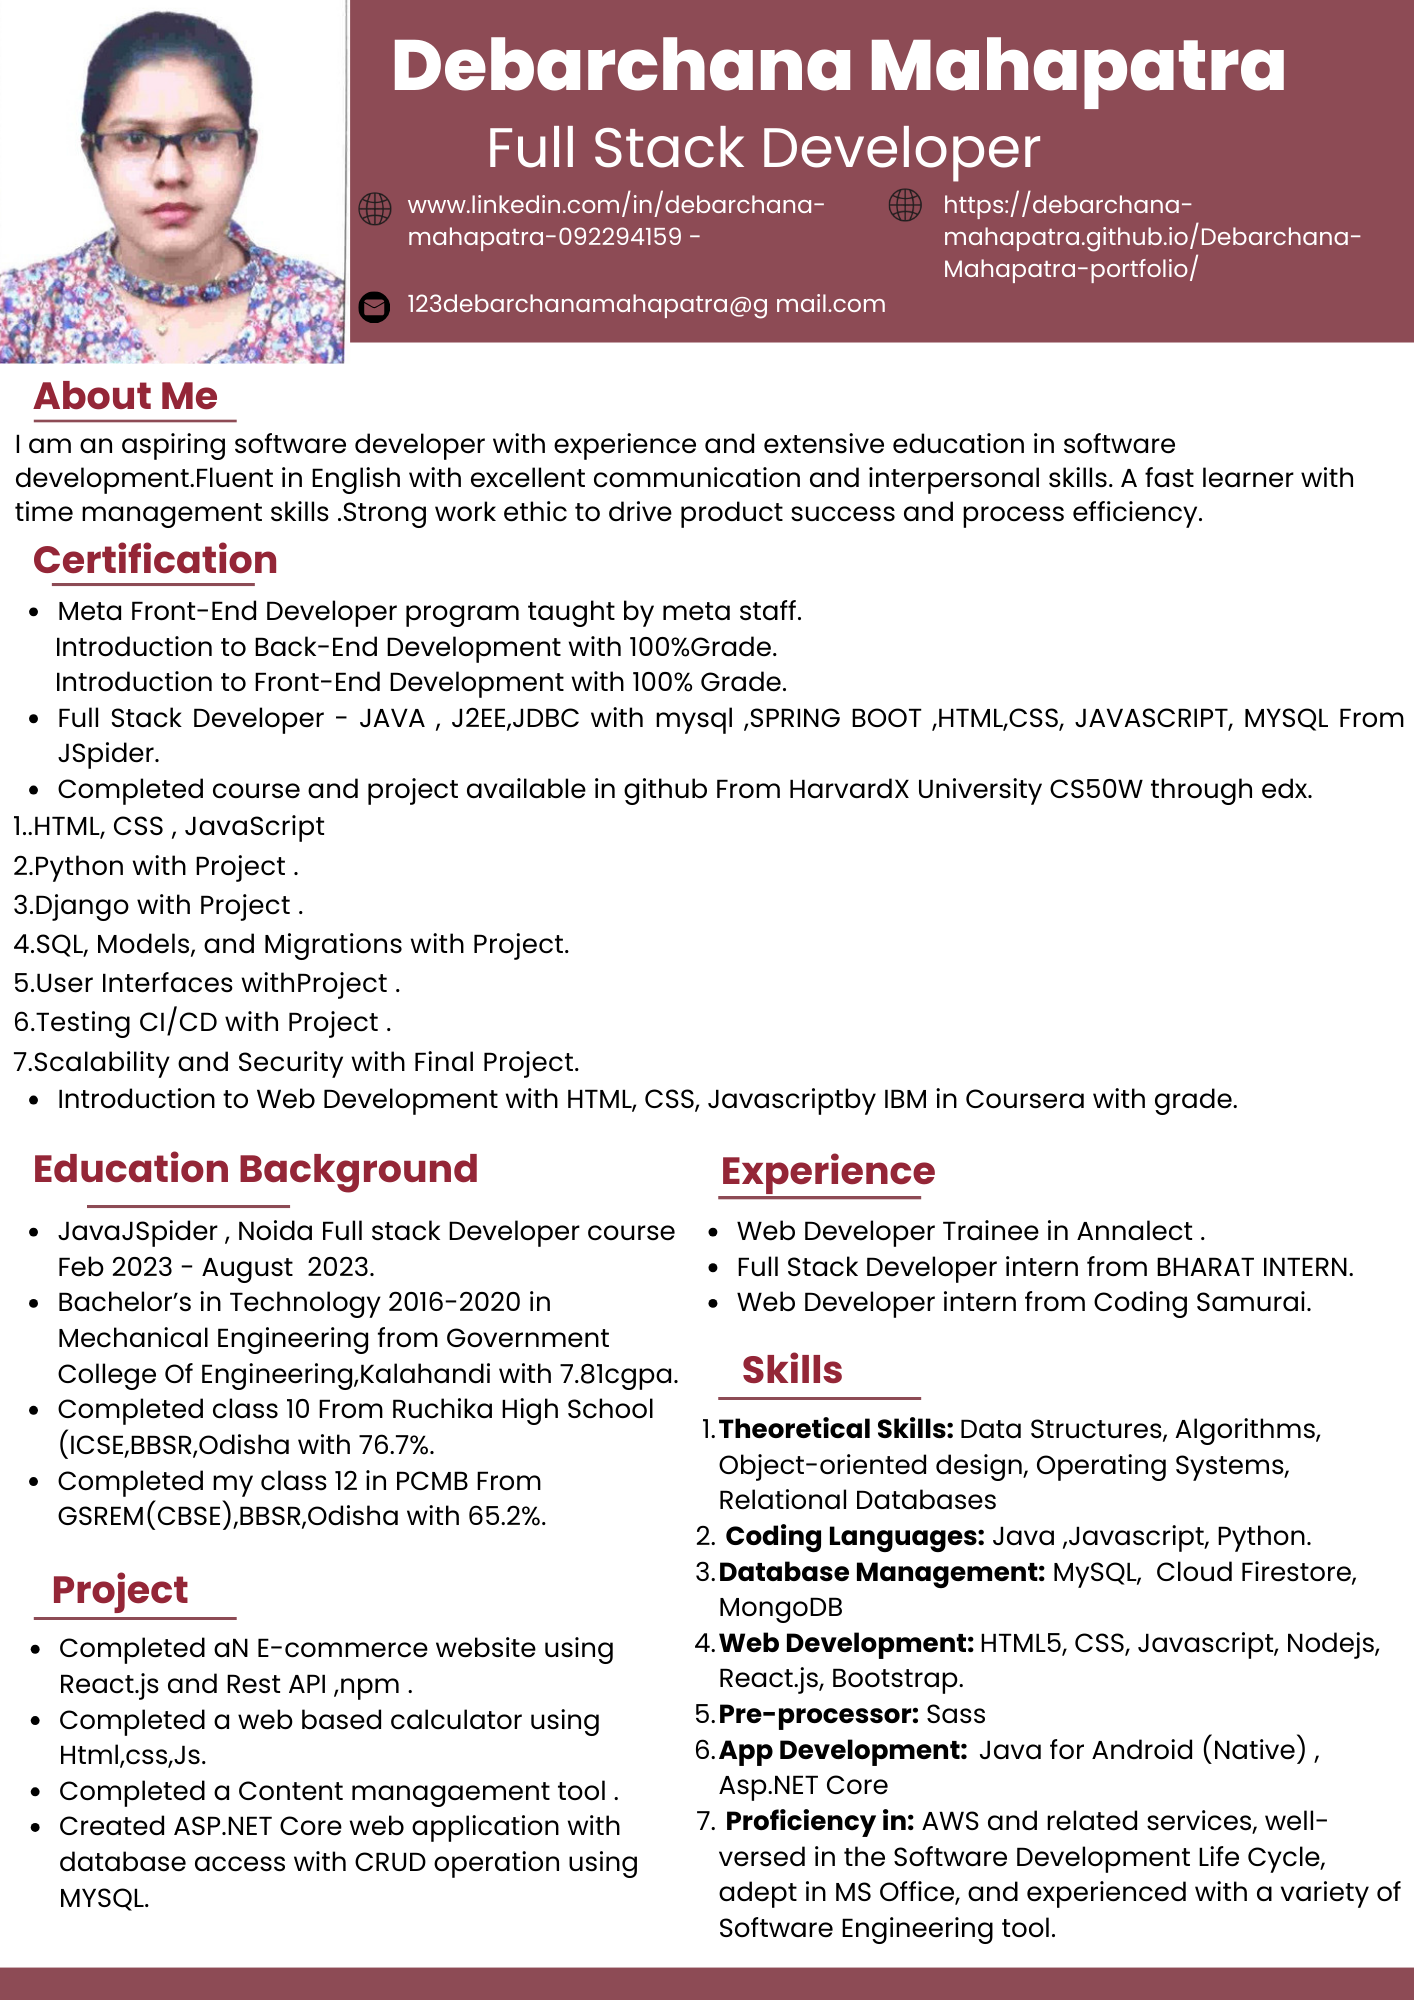 Debarchana Mahapatra
Full Stack Developer
www.linkedin.com/in/debarchana-
mahapatra-092294159 -
https://debarchana-
mahapatra.github.io/Debarchana-
Mahapatra-portfolio/
123debarchanamahapatra@g mail.com
About Me
I am an aspiring software developer with experience and extensive education in software
development.Fluent in English with excellent communication and interpersonal skills. A fast learner with
time management skills .Strong work ethic to drive product success and process efficiency.
Certification
• Meta Front-End Developer program taught by meta staff.
Introduction to Back-End Development with 100%Grade.
Introduction to Front-End Development with 100% Grade.
• Full Stack Developer - JAVA , J2EE,JDBC with mysql ,SPRING BOOT ,HTML,CSS, JAVASCRIPT, MYSQL From
JSpider.
• Completed course and project available in github From HarvardX University CS50W through edx.
1..HTML, CSS , JavaScript
2.Python with Project .
3.Django with Project .
4.SQL, Models, and Migrations with Project.
5.User Interfaces withProject .
6.Testing CI/CD with Project .
7.Scalability and Security with Final Project.
• Introduction to Web Development with HTML, CSS, Javascriptby IBM in Coursera with grade.
Education Background
• JavaJSpider , Noida Full stack Developer course
Feb 2023 - August  2023.
• Bachelor’s in Technology 2016-2020 in
Mechanical Engineering from Government
College Of Engineering,Kalahandi with 7.81cgpa.
• Completed class 10 From Ruchika High School
(ICSE,BBSR,Odisha with 76.7%.
• Completed my class 12 in PCMB From
GSREM(CBSE),BBSR,Odisha with 65.2%.
Project
• Completed aN E-commerce website using
React.js and Rest API ,npm .
• Completed a web based calculator using
Html,css,Js.
• Completed a Content managaement tool .
• Created ASP.NET Core web application with
database access with CRUD operation using
MYSQL.
Experience
• Web Developer Trainee in Annalect .
• Full Stack Developer intern from BHARAT INTERN.
• Web Developer intern from Coding Samurai.
Skills
1. Theoretical Skills: Data Structures, Algorithms,
Object-oriented design, Operating Systems,
Relational Databases
2. Coding Languages: Java ,Javascript, Python.
3. Database Management: MySQL,  Cloud Firestore,
MongoDB
4. Web Development: HTML5, CSS, Javascript, Nodejs,
React.js, Bootstrap.
5. Pre-processor: Sass
6. App Development:  Java for Android (Native) ,
Asp.NET Core
7. Proficiency in: AWS and related services, well-
versed in the Software Development Life Cycle,
adept in MS Office, and experienced with a variety of
Software Engineering tool.